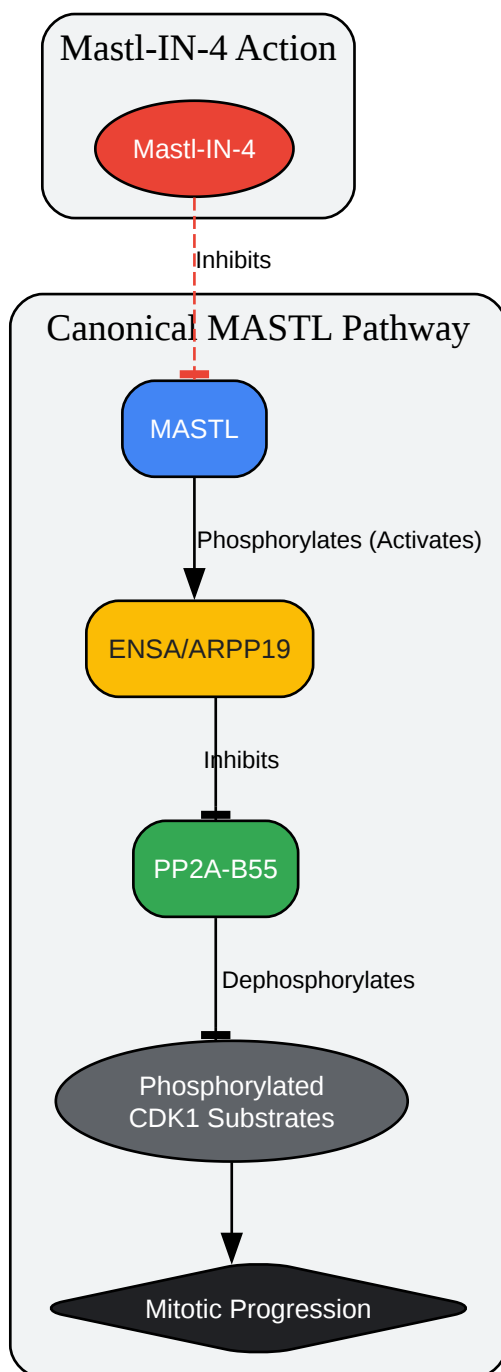 Mastl-IN-4 Action
Mastl-IN-4
Inhibits
Canonical MASTL Pathway
MASTL
Phosphorylates (Activates)
ENSA/ARPP19
Inhibits
PP2A-B55
Dephosphorylates
Phosphorylated
CDK1 Substrates
Mitotic Progression